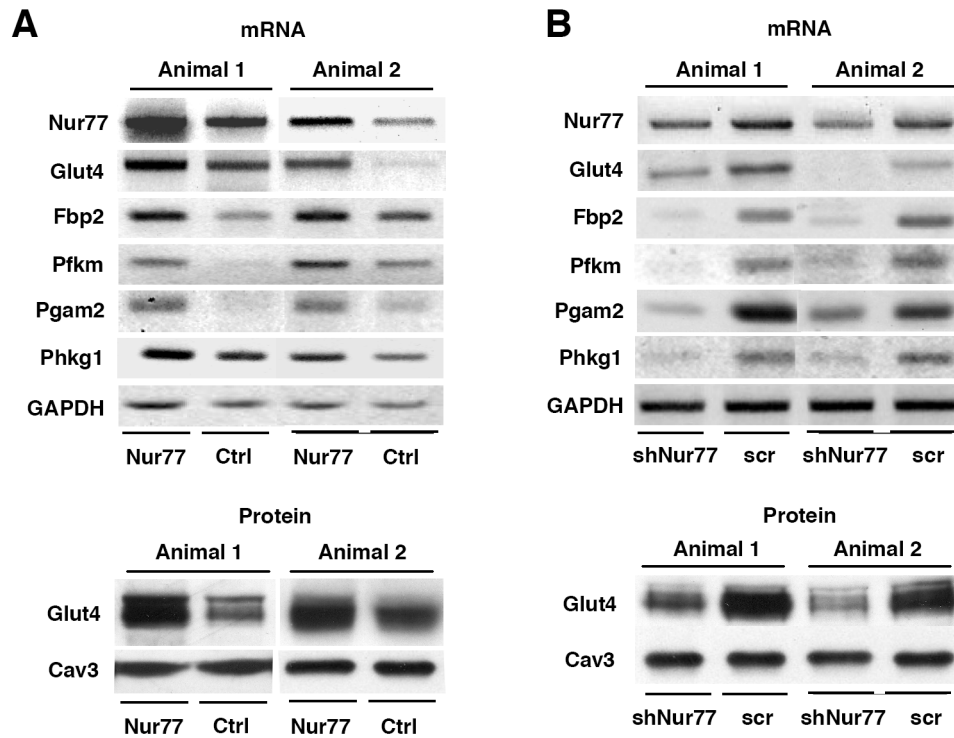 A
mRNA
Animal 1 Animal 2
Nur77
Glut4
Fbp2
Pfkm
Pgam2
Phkg1
GAPDH
Nur77 Ctrl Nur77 Ctrl
Protein
Animal 1 Animal 2
Glut4
Cav3
Nur77 Ctrl Nur77 Ctrl
B
mRNA
Animal 1 Animal 2
Nur77
Glut4
Fbp2
Pfkm
Pgam2
Phkg1
GAPDH
shNur77 scr shNur77 scr
Protein
Animal 1 Animal 2
Glut4
Cav3
shNur77 scr shNur77 scr